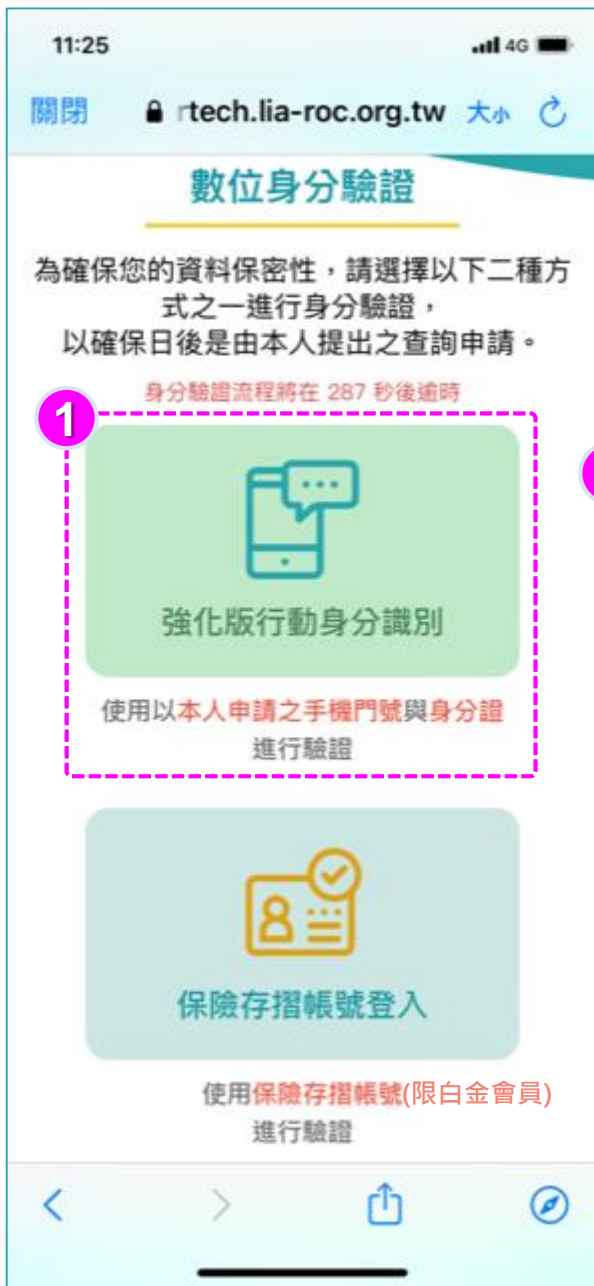 11:25
4G
關閉
rtech.lia-roc.org.tw
大小
數位身分驗證
為確保您的資料保密性，請選擇以下二種方
式之一進行身分驗證，
以確保日後是由本人提出之查詢申請。
身分驗證流程將在 287 秒後逾時
1
強化版行動身分識別
使用以本人申請之手機門號與身分證
進行驗證
保險存摺帳號登入
使用保險存摺帳號(限白金會員)
進行驗證